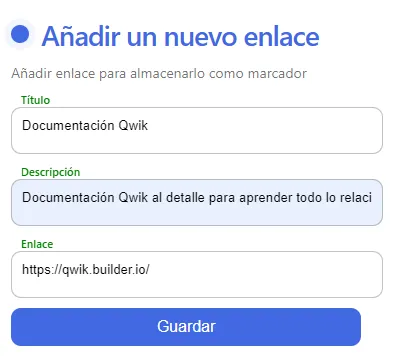 Añadir un nuevo enlace
Añadir enlace para almacenarlo como marcador
Título
Documentación Qwik
Descripción
Documentación Qwik al detalle para aprender todo lo relaci
Enlace
https://qwik.builder.io/
Guardar